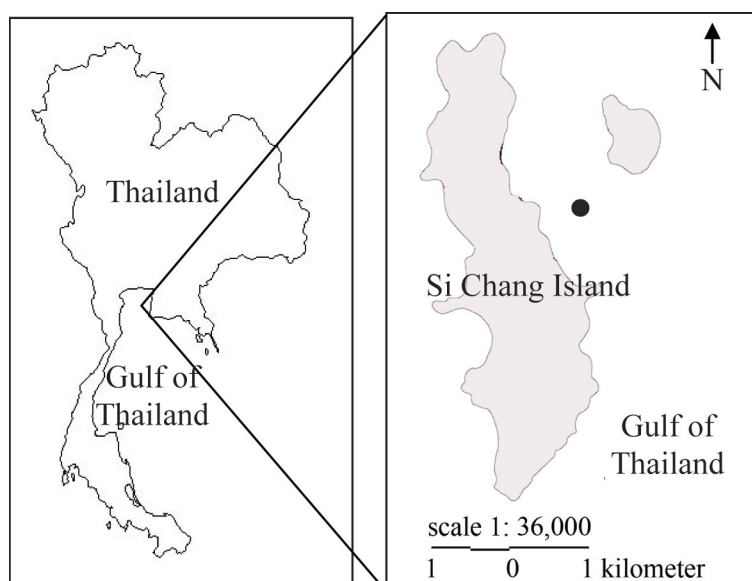 Thailand
Gulf of
Thailand
N
Si Chang Island
Gulf of
Thailand
scale 1: 36,000
1 0 1 kilometer